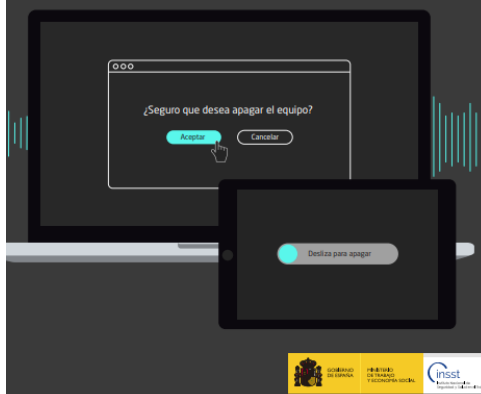 ¿Seguro que desea apagar el equipo?
Aceptar
Cancelar
Desliza para apagar
GOBIERNO
DE ESPAÑA
MINISTERIO
DE TRABAJO
Y ECONOMÍA SOCIAL
insst